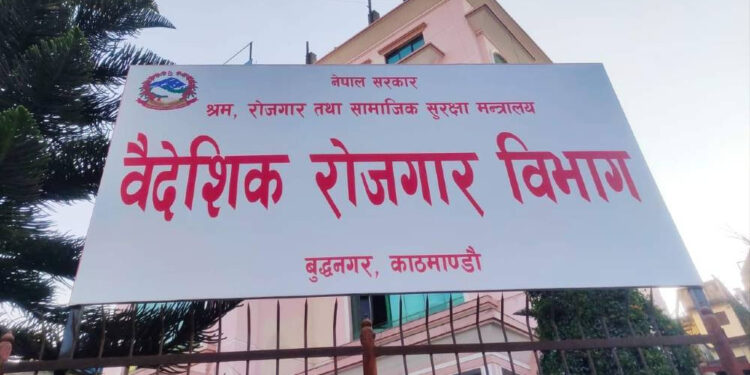 नेपाल सरकार
श्रम, रोजगार तथा सामाजिक सुरक्षा मन्त्रालय
वैदेशिक रोजगार विभाग
बुद्धनगर, काठमाण्डौ